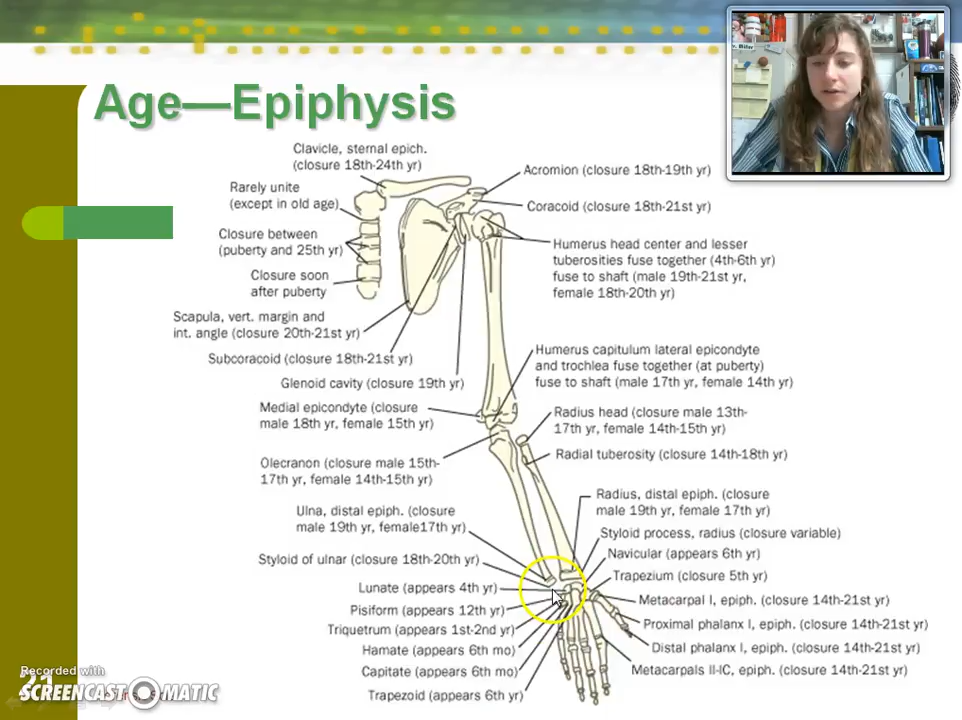 Age—Epiphysis
Clavicle, sternal epich.
(closure 18th-24th yr)
Rarely unite
(except in old age)
Closure between
(puberty and 25th yr)
Closure soon
after puberty
Scapula, vert. margin and
int. angle (closure 20th-21st yr)
Subcoracoid (closure 18th-21st yr)
Glenoid cavity (closure 19th yr)
Medial epicondyte (closure
male 18th yr, female 15th yr)
Olecranon (closure male 15th-
17th yr, female 14th-15th yr)
Ulna, distal epiph. (closure
male 19th yr, female17th yr)
Styloid of ulnar (closure 18th-20th yr)
Lunate (appears 4th yr)
Pisiform (appears 12th yr)
Triquetrum (appears 1st-2nd yr)
Hamate (appears 6th mo)
Capitate (appears 6th mo)
Trapezoid (appears 6th yr)
Acromion (closure 18th-19th yr)
Coracoid (closure 18th-21st yr)
Humerus head center and lesser
tuberosities fuse together (4th-6th yr)
fuse to shaft (male 19th-21st yr,
female 18th-20th yr)
Humerus capitulum lateral epicondyte
and trochlea fuse together (at puberty)
fuse to shaft (male 17th yr, female 14th yr)
Radius head (closure male 13th-
17th yr, female 14th-15th yr)
Radial tuberosity (closure 14th-18th yr)
Radius, distal epiph. (closure
male 19th yr, female 17th yr)
Styloid process, radius (closure variable)
Navicular (appears 6th yr)
Trapezium (closure 5th yr)
Metacarpal I, epiph. (closure 14th-21st yr)
Proximal phalanx I, epiph. (closure 14th-21st yr)
Distal phalanx I, epiph. (closure 14th-21st yr)
Metacarpals II-IC, epiph. (closure 14th-21st yr)
Recorded with
SCREENCAST-O-MATIC